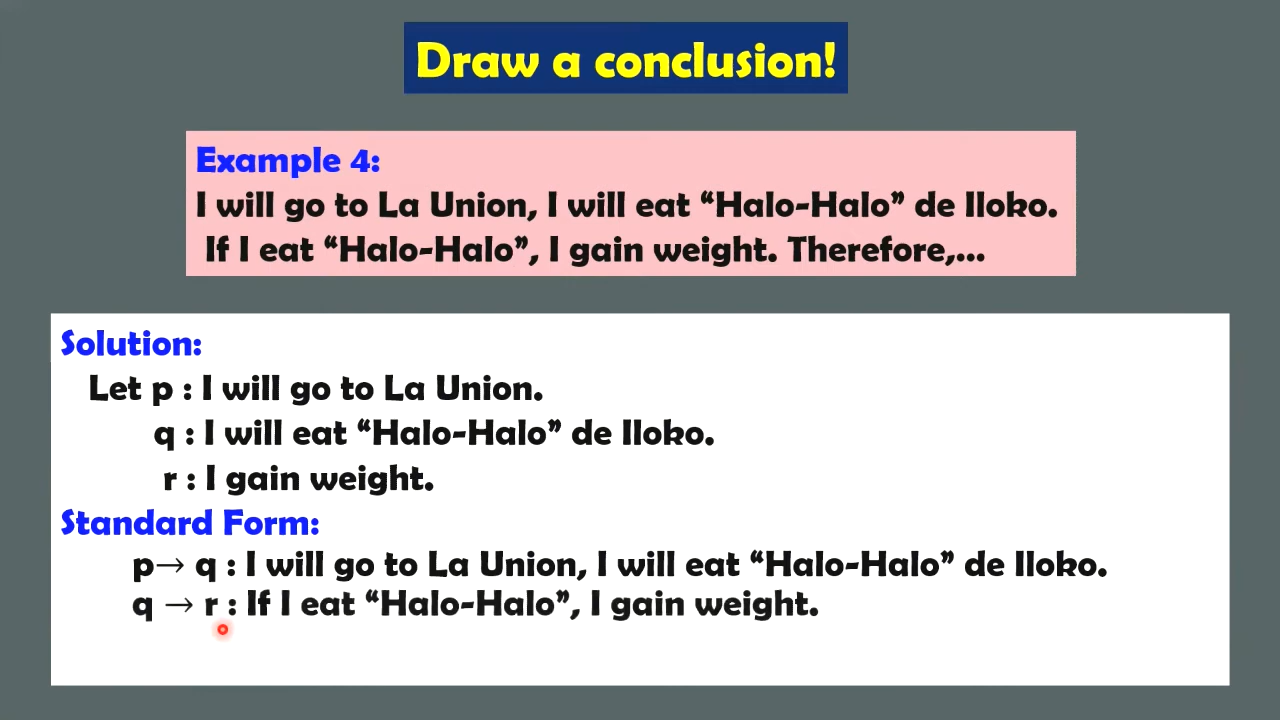 Draw a conclusion!
Example 4:
I will go to La Union, I will eat “Halo-Halo” de Iloko.
If I eat “Halo-Halo”, I gain weight. Therefore,...
Solution:
Let p : I will go to La Union.
q : I will eat “Halo-Halo” de Iloko.
r : I gain weight.
Standard Form:
p→ q : I will go to La Union, I will eat “Halo-Halo” de Iloko.
q → r : If I eat “Halo-Halo”, I gain weight.